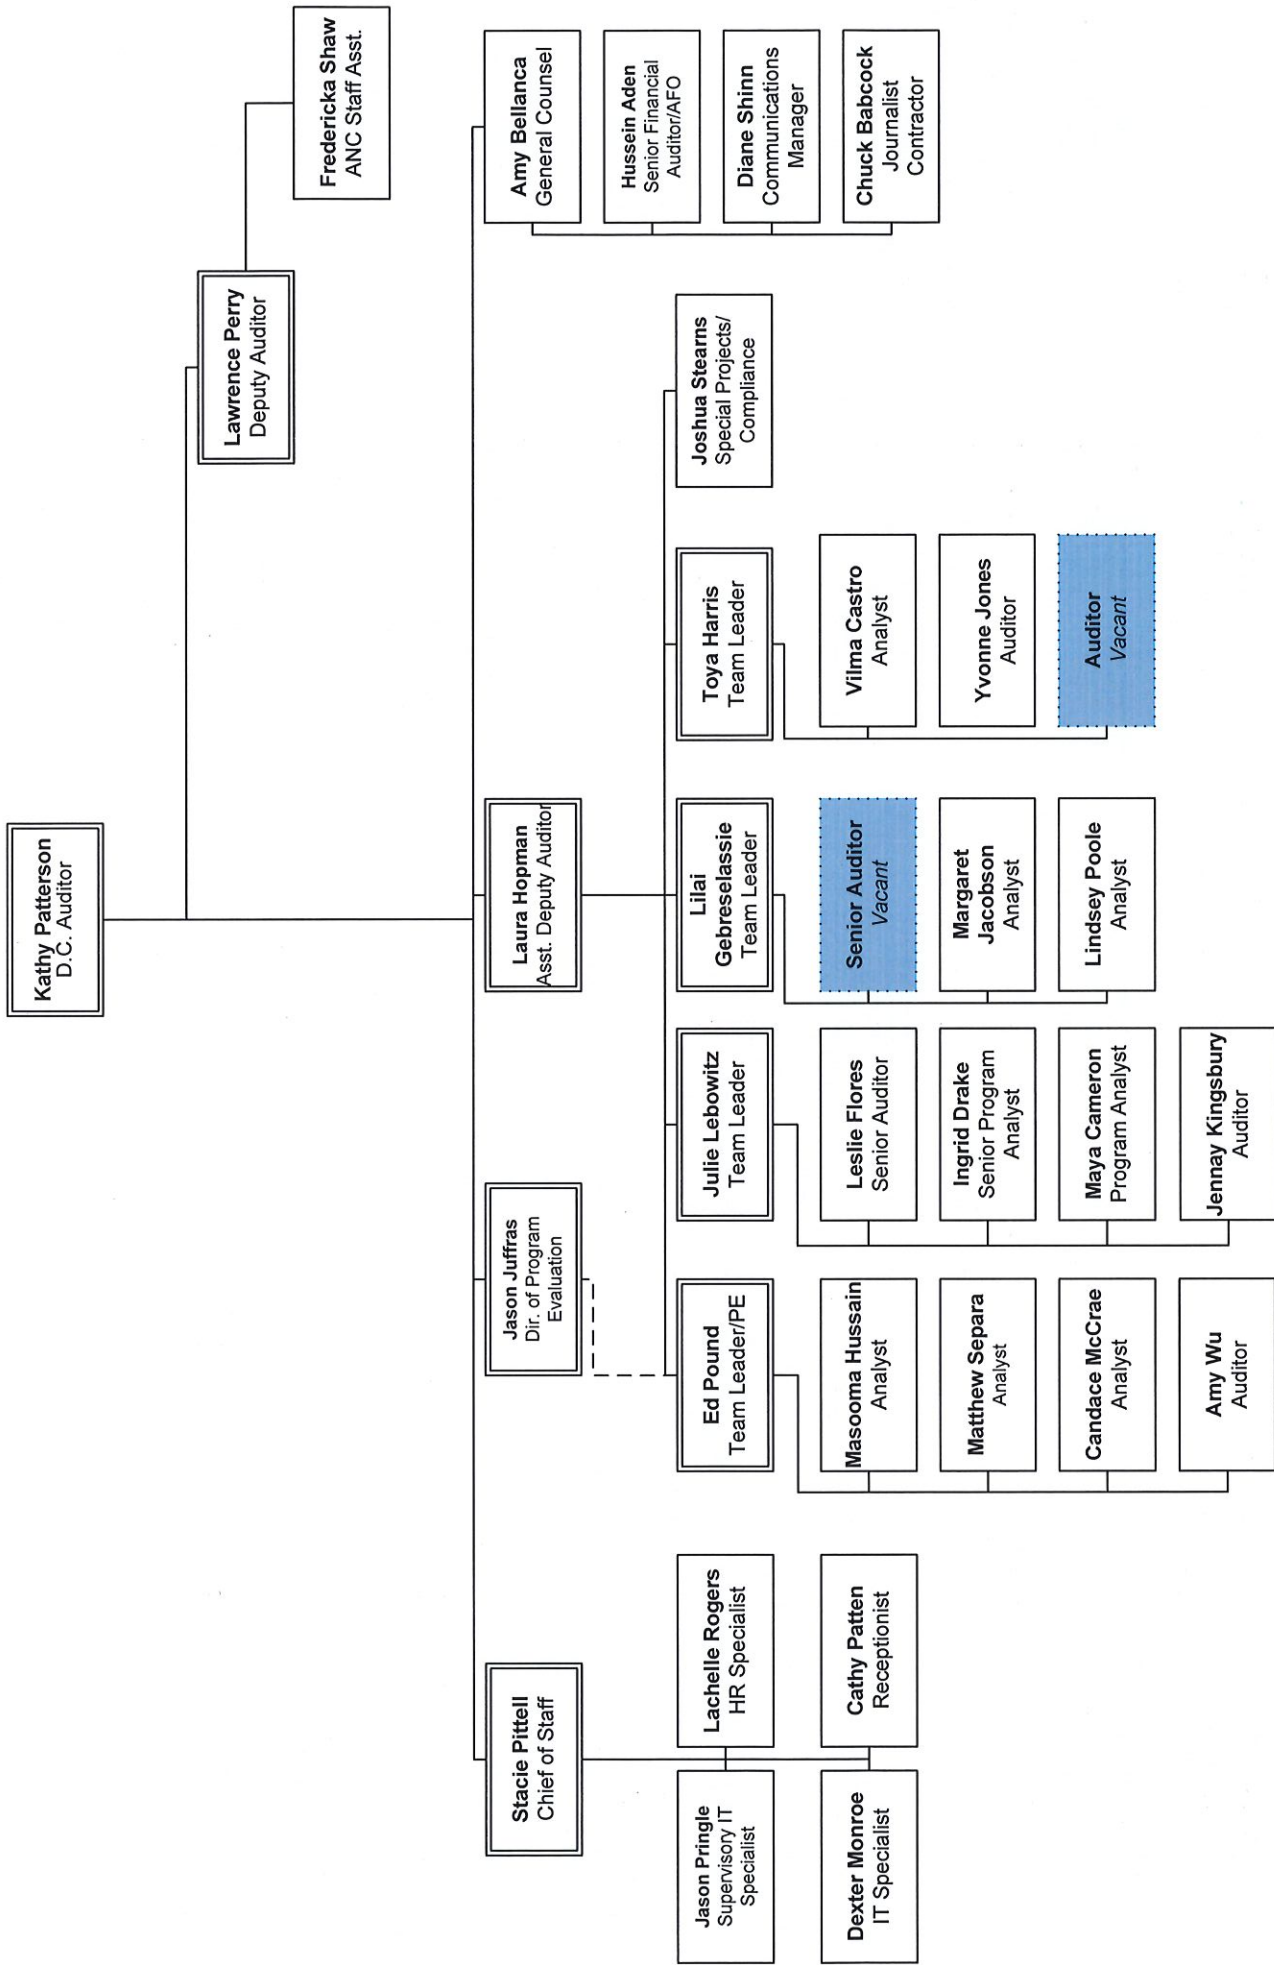 Kathy Patterson
D.C. Auditor
Lawrence Perry
Deputy Auditor
Fredericka Shaw
ANC Staff Asst.
Stacie Pittell
Chief of Staff
Jason Juffras
Dir. of Program
Evaluation
Laura Hopman
Asst. Deputy Auditor
Amy Bellanca
General Counsel
Hussein Aden
Senior Financial
Auditor/AFO
Diane Shinn
Communications
Manager
Chuck Babcock
Journalist
Contractor
Jason Pringle
Supervisory IT
Specialist
Lachelle Rogers
HR Specialist
Dexter Monroe
IT Specialist
Cathy Patten
Receptionist
Ed Pound
Team Leader/PE
Masooma Hussain
Analyst
Matthew Separa
Analyst
Candace McCrae
Analyst
Amy Wu
Auditor
Julie Lebowitz
Team Leader
Leslie Flores
Senior Auditor
Ingrid Drake
Senior Program
Analyst
Maya Cameron
Program Analyst
Jennay Kingsbury
Auditor
Lilai
Gebreselassie
Team Leader
Senior Auditor
Vacant
Margaret
Jacobson
Analyst
Lindsey Poole
Analyst
Toya Harris
Team Leader
Vilma Castro
Analyst
Yvonne Jones
Auditor
Auditor
Vacant
Joshua Stearns
Special Projects/
Compliance